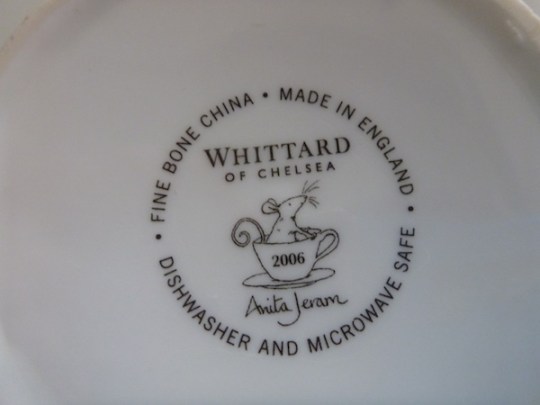 • FINE BONE CHINA • MADE IN ENGLAND •
WHITTARD
OF CHELSEA
2006
Anita Jeram
DISHWASHER AND MICROWAVE SAFE